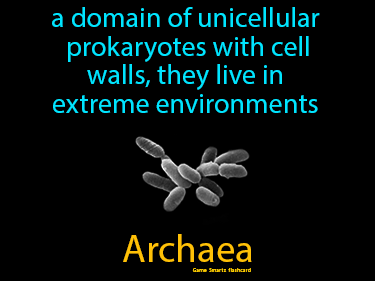 a domain of unicellular
prokaryotes with cell
walls, they live in
extreme environments
Archaea
Game Smartz flashcard